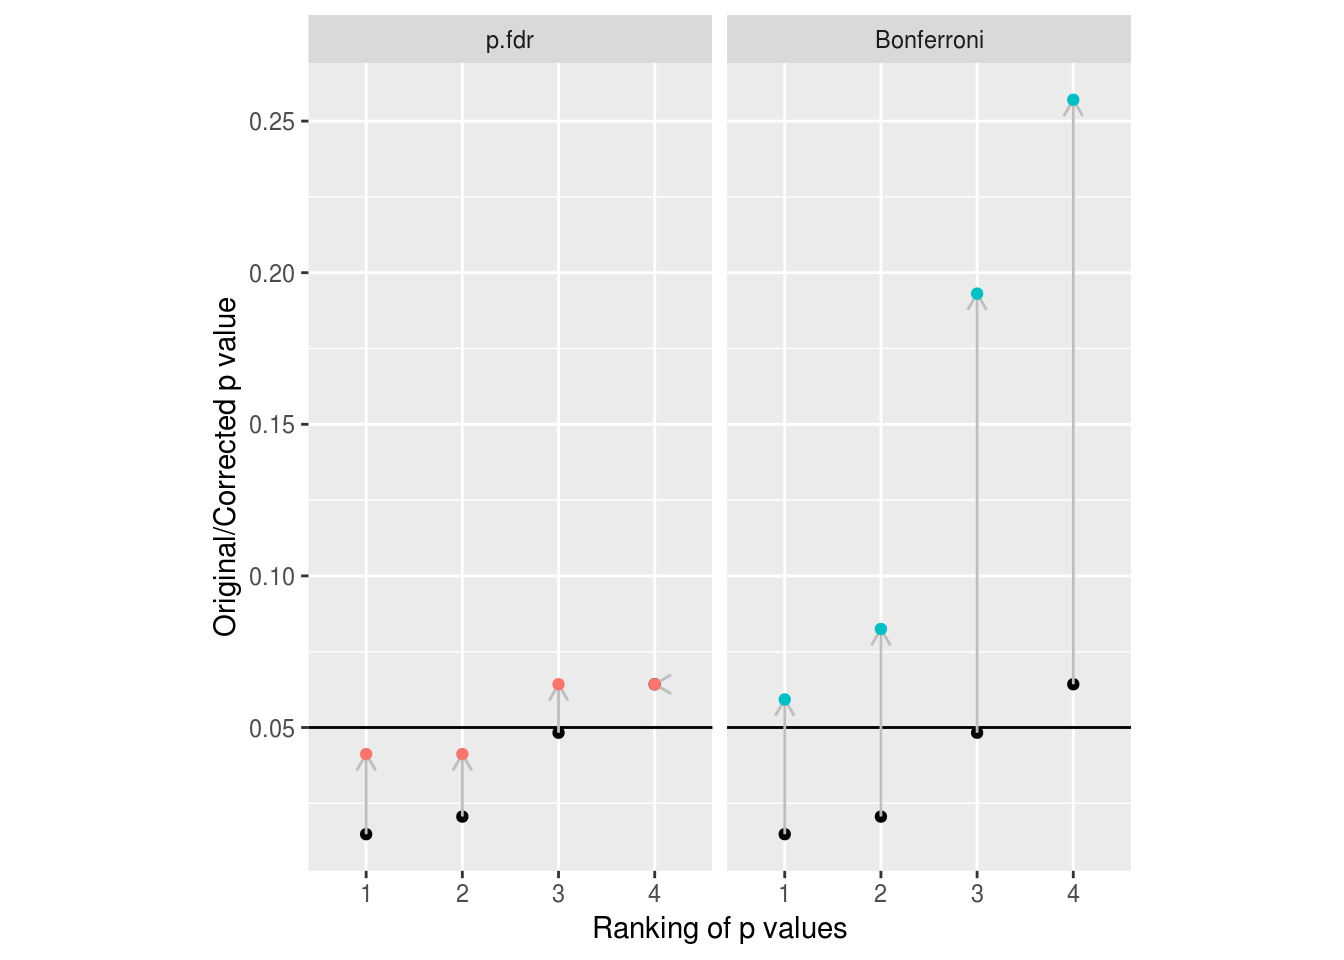 p.fdr
Bonferroni
Original/Corrected p value
0.25
0.20
0.15
0.10
0.05
1 2 3 4
1 2 3 4
Ranking of p values